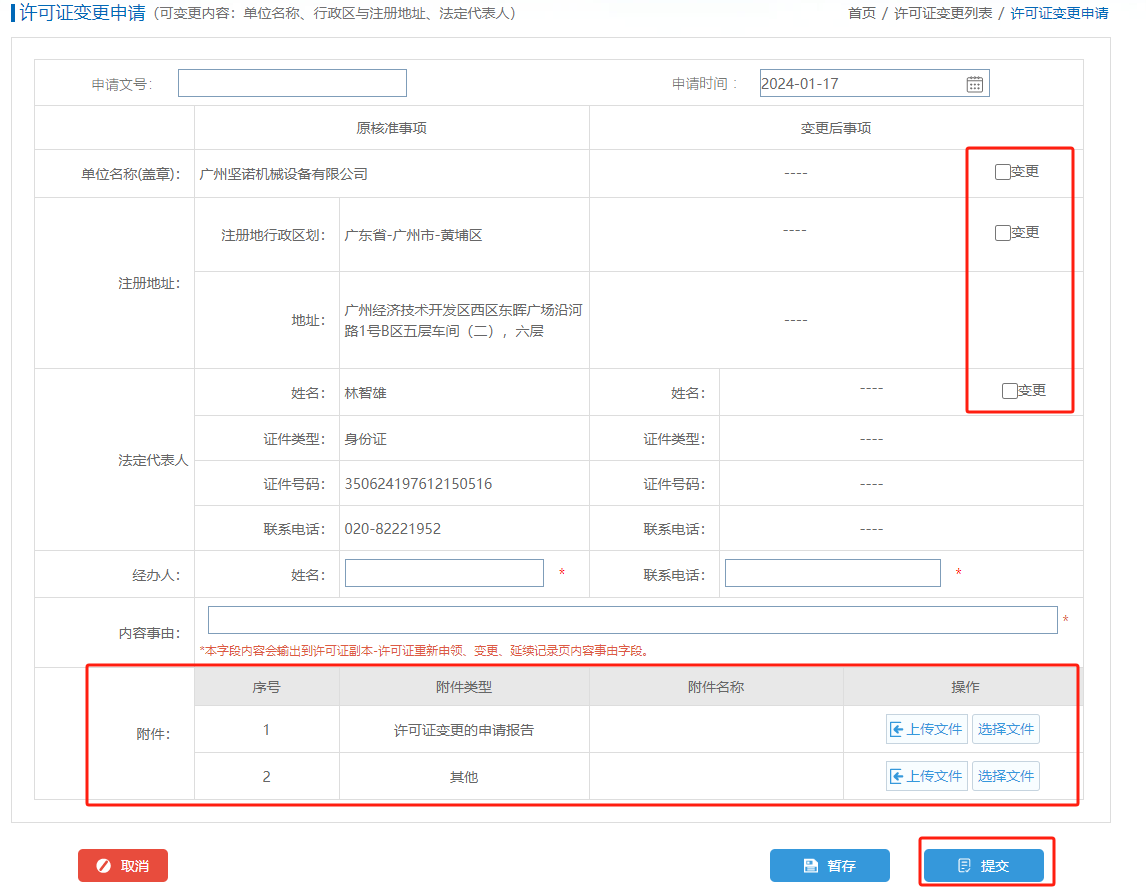 许可证变更申请（可变更内容：单位名称、行政区与注册地址、法定代表人） 首页 / 许可证变更列表 / 许可证变更申请
申请文号： 申请时间 ： 2024-01-17
原核准事项 变更后事项
单位名称(盖章)： 广州坚诺机械设备有限公司 ---- 变更
注册地址：
注册地行政区划： 广东省-广州市-黄埔区 ---- 变更
地址： 广州经济技术开发区西区东晖广场沿河
路1号B区五层车间（二），六层 ----
法定代表人
姓名： 林智雄 姓名： ---- 变更
证件类型： 身份证 证件类型： ----
证件号码： 350624197612150516 证件号码： ----
联系电话： 020-82221952 联系电话： ----
经办人： 姓名： * 联系电话： *
内容事由： *
*本字段内容会输出到许可证副本-许可证重新申领、变更、延续记录页内容事由字段。
附件：
序号 附件类型 附件名称 操作
1 许可证变更的申请报告 上传文件 选择文件
2 其他 上传文件 选择文件
取消 暂存 提交